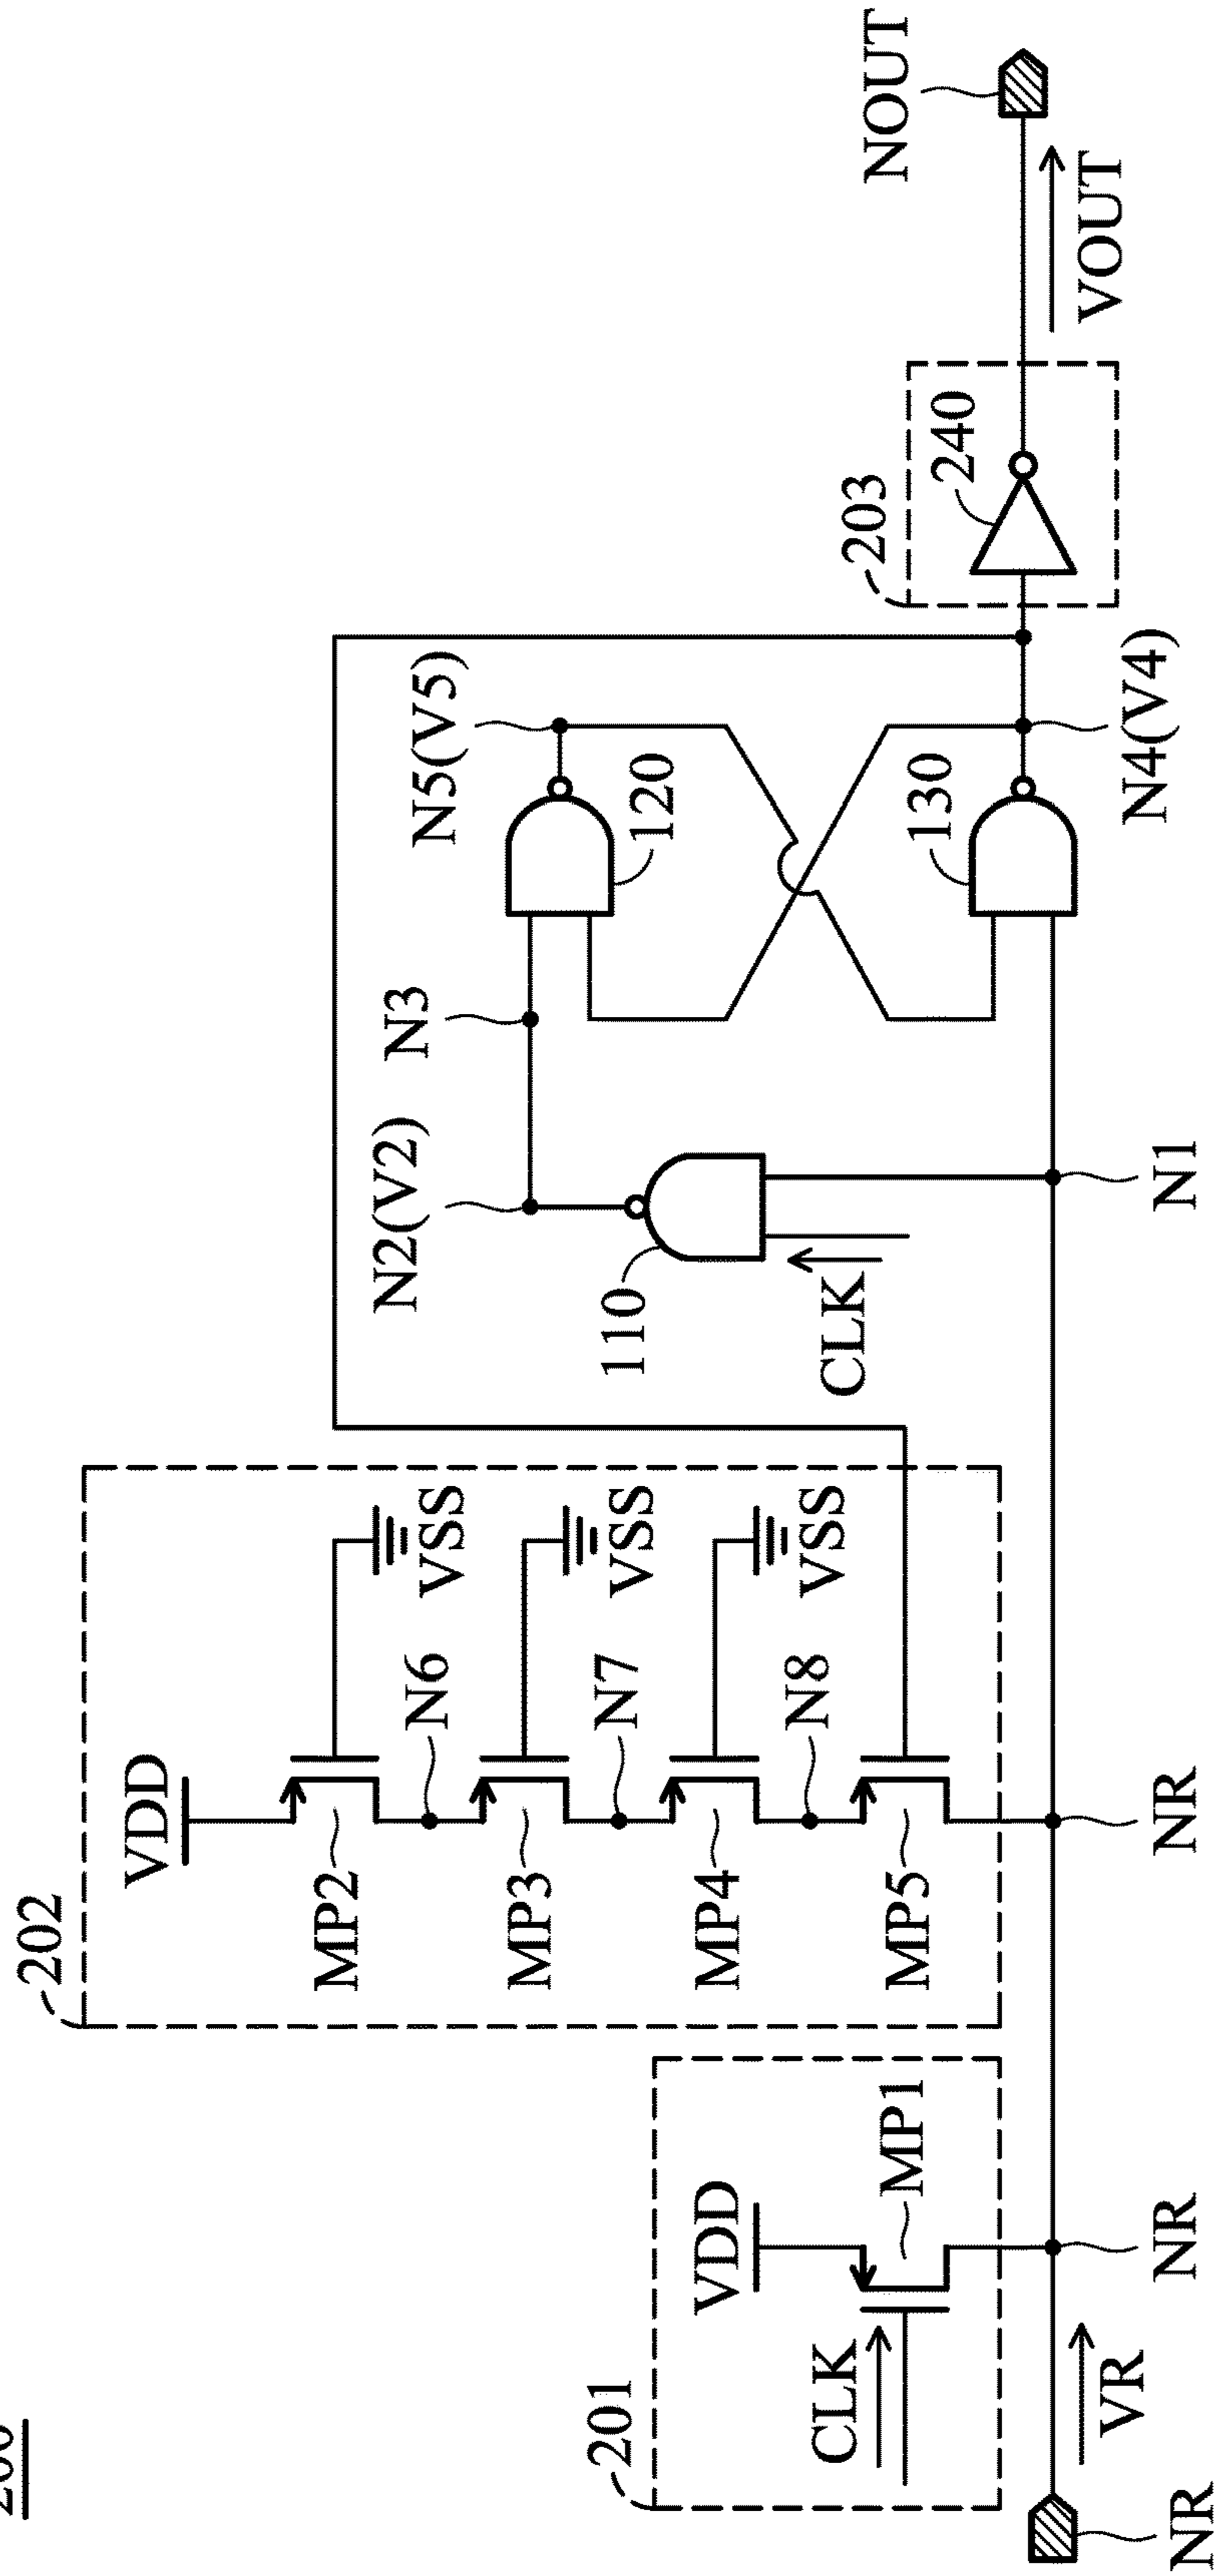 202
VDD
MP2
VSS
N6
MP3
VSS
N7
MP4
VSS
N8
MP5
NR
201
VDD
CLK
MP1
NR
VR
NR
N2(V2)
N3
110
CLK
N1
N5(V5)
120
130
N4(V4)
203
240
NOUT
VOUT